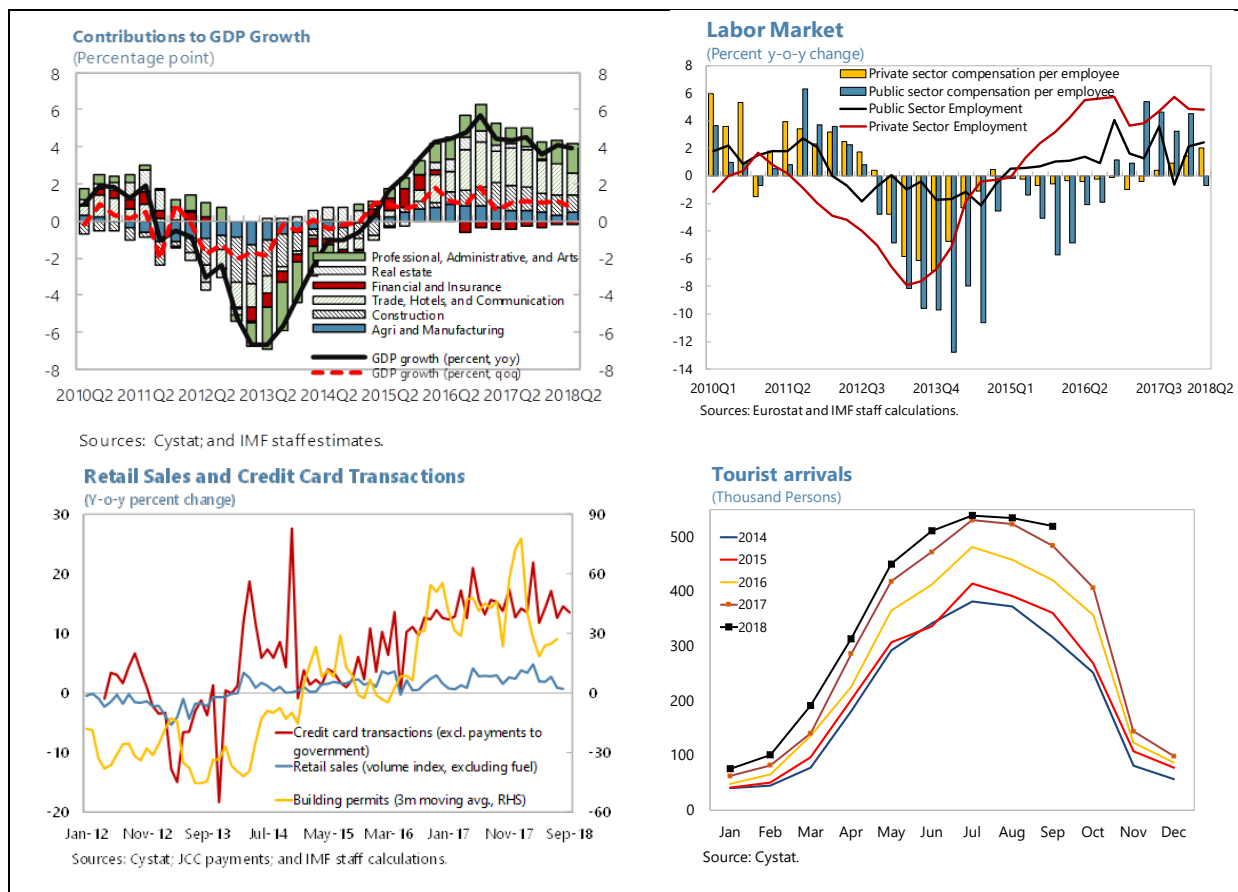 Contributions to GDP Growth
(Percentage point)
8 8
6 6
4 4
2 2
0 0
-2 -2
-4 -4
-6 -6
-8 -8
Professional, Administrative, and Arts
Real estate
Financial and Insurance
Trade, Hotels, and Communication
Construction
Agri and Manufacturing
GDP growth (percent, yoy)
GDP growth (percent, qoq)
2010Q2 2011Q2 2012Q2 2013Q2 2014Q2 2015Q2 2016Q2 2017Q2 2018Q2
Sources: Cystat; and IMF staff estimates.
Labor Market
(Percent y-o-y change)
8
6
4
2
0
-2
-4
-6
-8
-10
-12
-14
Private sector compensation per employee
Public sector compensation per employee
Public Sector Employment
Private Sector Employment
2010Q1 2011Q2 2012Q3 2013Q4 2015Q1 2016Q2 2017Q3 2018Q2
Sources: Eurostat and IMF staff calculations.
Retail Sales and Credit Card Transactions
(Y-o-y percent change)
30 90
20 60
10 30
0 0
-10 -30
-20 -60
Credit card transactions (excl. payments to
government)
Retail sales (volume index, excluding fuel)
Building permits (3m moving avg., RHS)
Jan-12 Nov-12 Sep-13 Jul-14 May-15 Mar-16 Jan-17 Nov-17 Sep-18
Sources: Cystat; JCC payments; and IMF staff calculations.
Tourist arrivals
(Thousand Persons)
500
400
300
200
100
0
2014
2015
2016
2017
2018
Jan Feb Mar Apr May Jun Jul Aug Sep Oct Nov Dec
Source: Cystat.